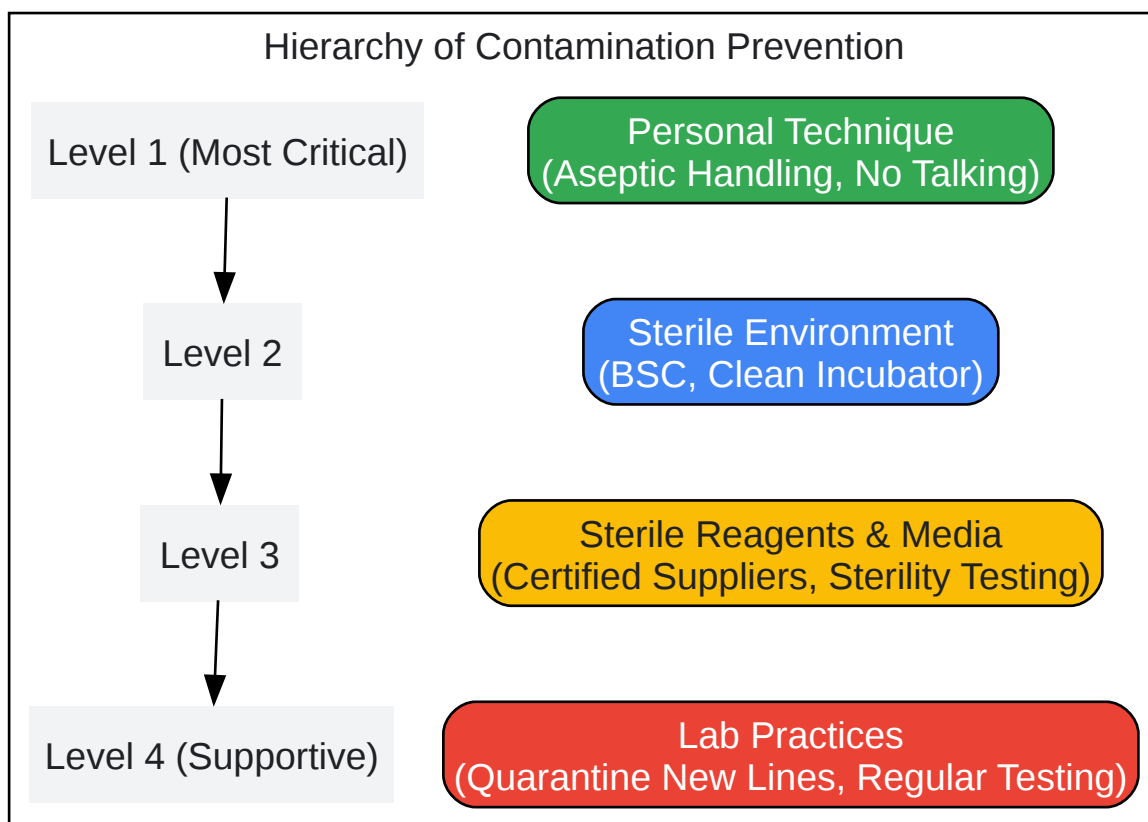 Hierarchy of Contamination Prevention
Level 1 (Most Critical)
Personal Technique
(Aseptic Handling, No Talking)
Level 2
Sterile Environment
(BSC, Clean Incubator)
Level 3
Sterile Reagents & Media
(Certified Suppliers, Sterility Testing)
Level 4 (Supportive)
Lab Practices
(Quarantine New Lines, Regular Testing)